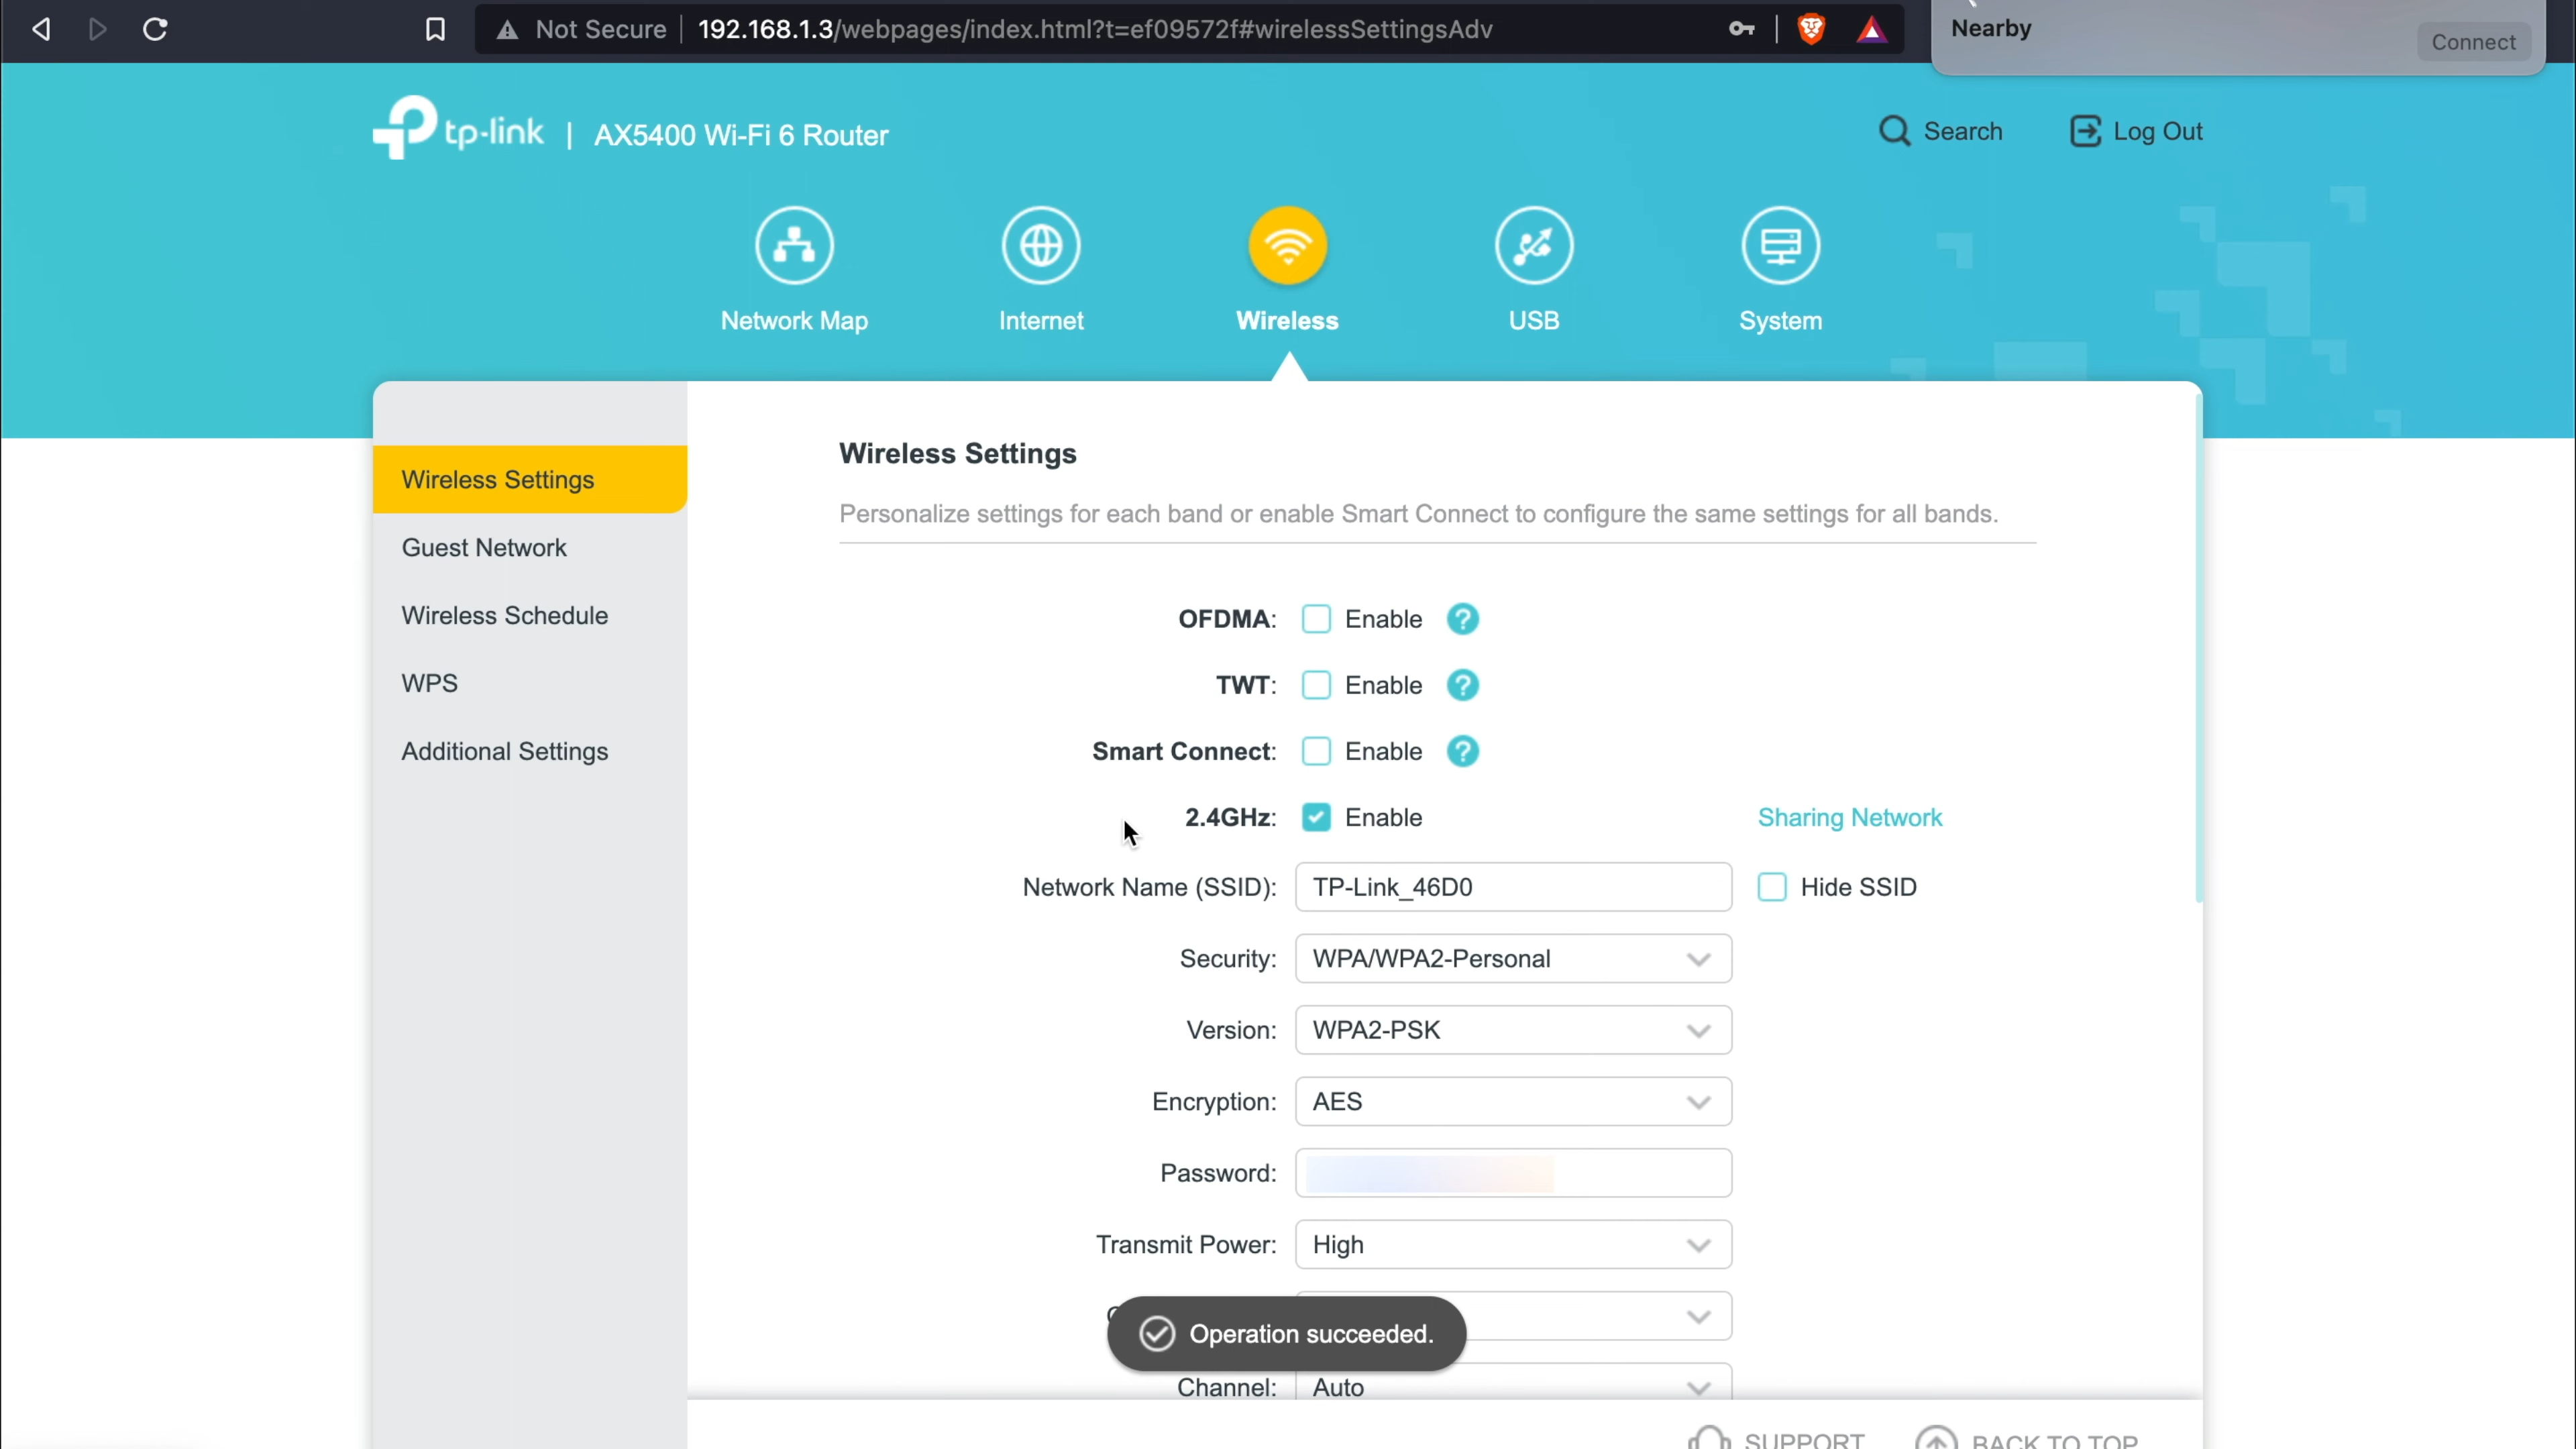 Not Secure 192.168.1.3/webpages/index.html?t=ef09572f#wirelessSettingsAdv
Nearby
Connect
tp-link | AX5400 Wi-Fi 6 Router
Search
Log Out
Network Map
Internet
Wireless
USB
System
Wireless Settings
Guest Network
Wireless Schedule
WPS
Additional Settings
Wireless Settings
Personalize settings for each band or enable Smart Connect to configure the same settings for all bands.
OFDMA: Enable ?
TWT: Enable ?
Smart Connect: Enable ?
2.4GHz: Enable Sharing Network
Network Name (SSID): TP-Link_46D0 Hide SSID
Security: WPA/WPA2-Personal
Version: WPA2-PSK
Encryption: AES
Password:
Transmit Power: High
Operation succeeded.
Channel: Auto
SUPPORT
BACK TO TOP